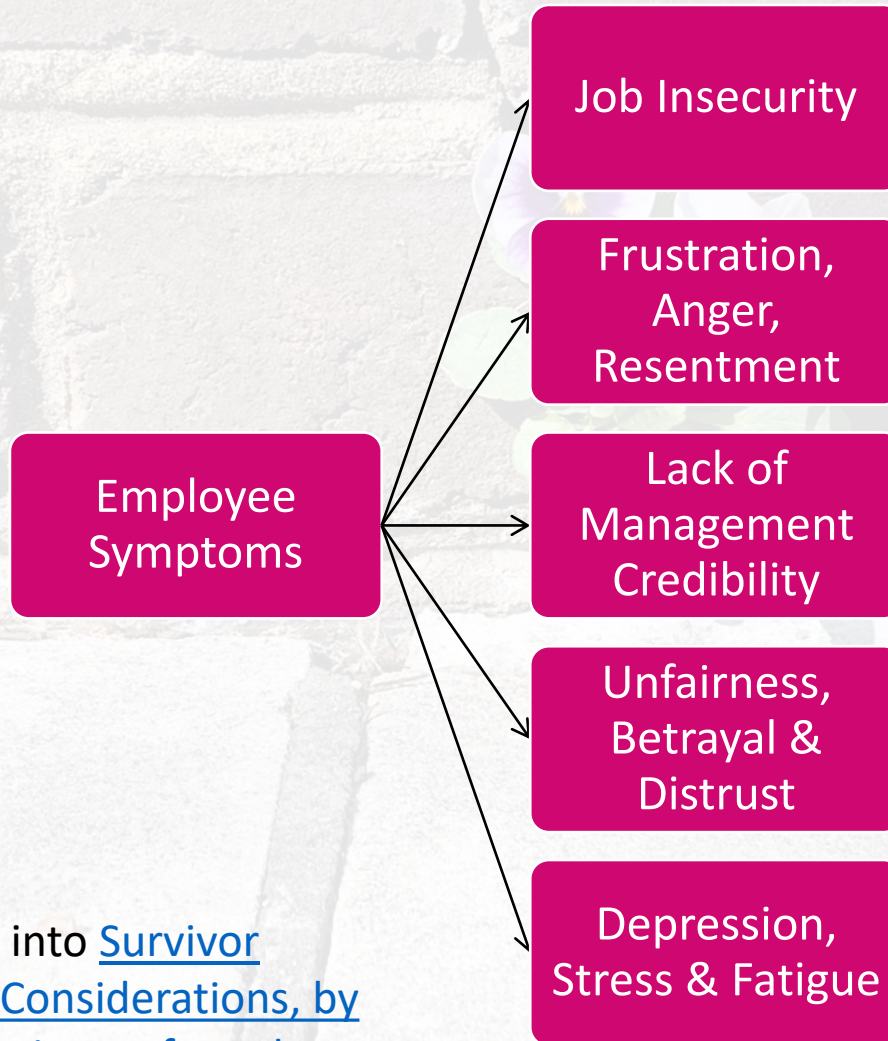 Job Insecurity
Frustration,
Anger,
Resentment
Employee
Symptoms
Lack of
Management
Credibility
Unfairness,
Betrayal &
Distrust
Depression,
Stress & Fatigue
into Survivor
Considerations, by